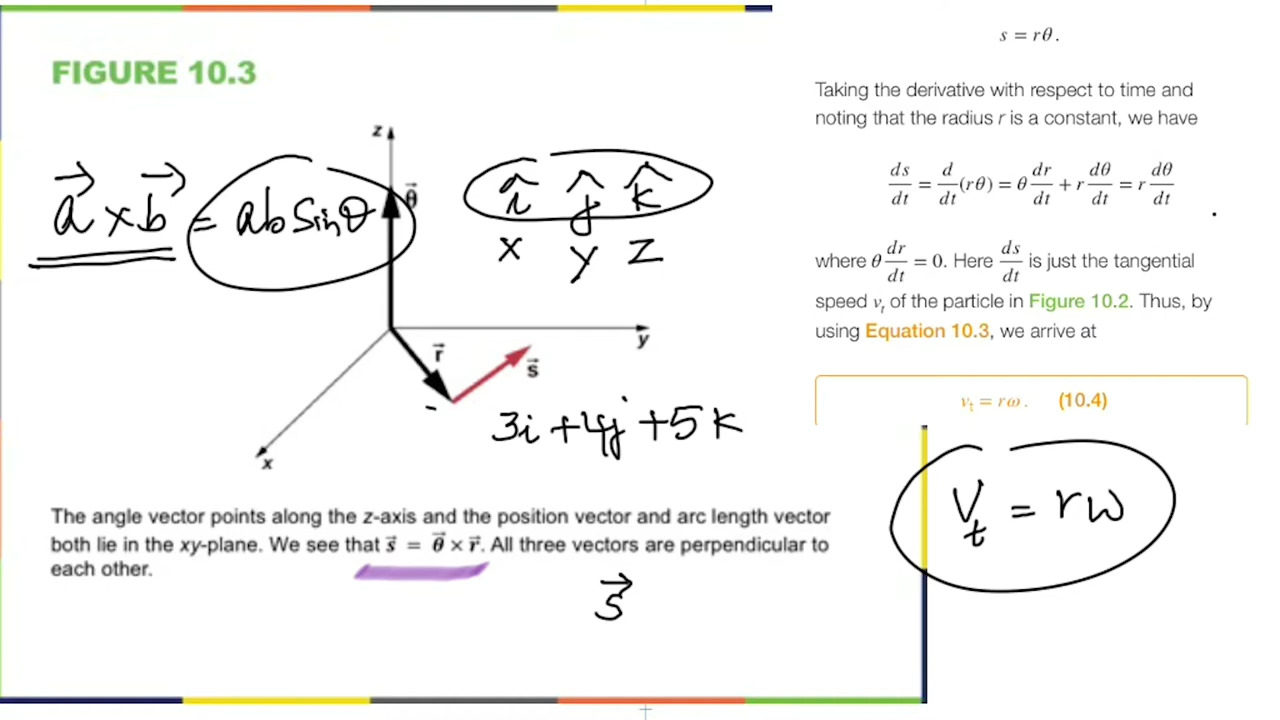 FIGURE 10.3
z
θ⃗
a⃗ × b⃗ = ab sinθ
î ĵ k̂
x y z
y
r⃗
s⃗
x
3i + 4j + 5k
The angle vector points along the z-axis and the position vector and arc length vector
both lie in the xy-plane. We see that s⃗ = θ⃗ × r⃗. All three vectors are perpendicular to
each other.
s⃗
s = rθ.
Taking the derivative with respect to time and
noting that the radius r is a constant, we have
ds/dt = d/dt (rθ) = θ dr/dt + r dθ/dt = r dθ/dt
where θ dr/dt = 0. Here ds/dt is just the tangential
speed vₜ of the particle in Figure 10.2. Thus, by
using Equation 10.3, we arrive at
vₜ = rω. (10.4)
Vₜ = rω